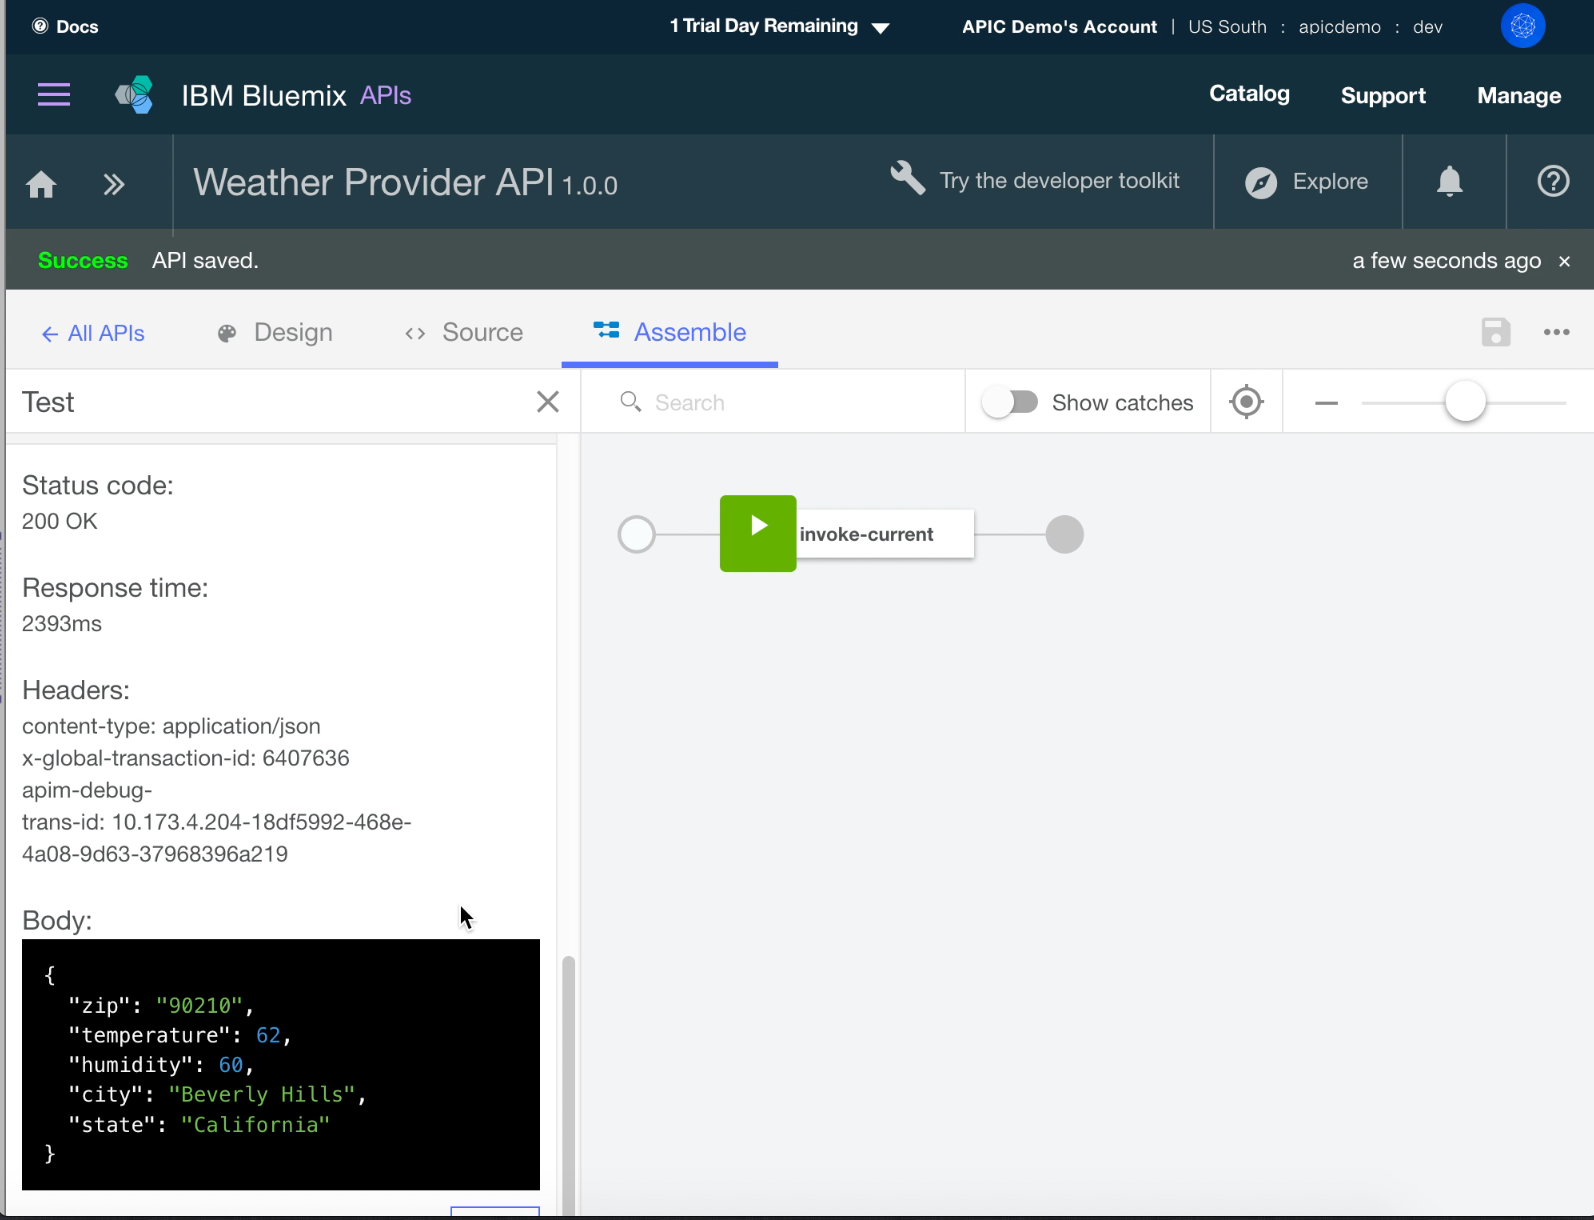 Docs
1 Trial Day Remaining
APIC Demo's Account | US South : apicdemo : dev
IBM Bluemix APIs
Catalog
Support
Manage
Weather Provider API 1.0.0
Try the developer toolkit
Explore
Success API saved.
a few seconds ago ×
← All APIs
Design
<> Source
Assemble
Test
Search
Show catches
Status code:
200 OK
invoke-current
Response time:
2393ms
Headers:
content-type: application/json
x-global-transaction-id: 6407636
apim-debug-
trans-id: 10.173.4.204-18df5992-468e-
4a08-9d63-37968396a219
Body:
{
"zip": "90210",
"temperature": 62,
"humidity": 60,
"city": "Beverly Hills",
"state": "California"
}